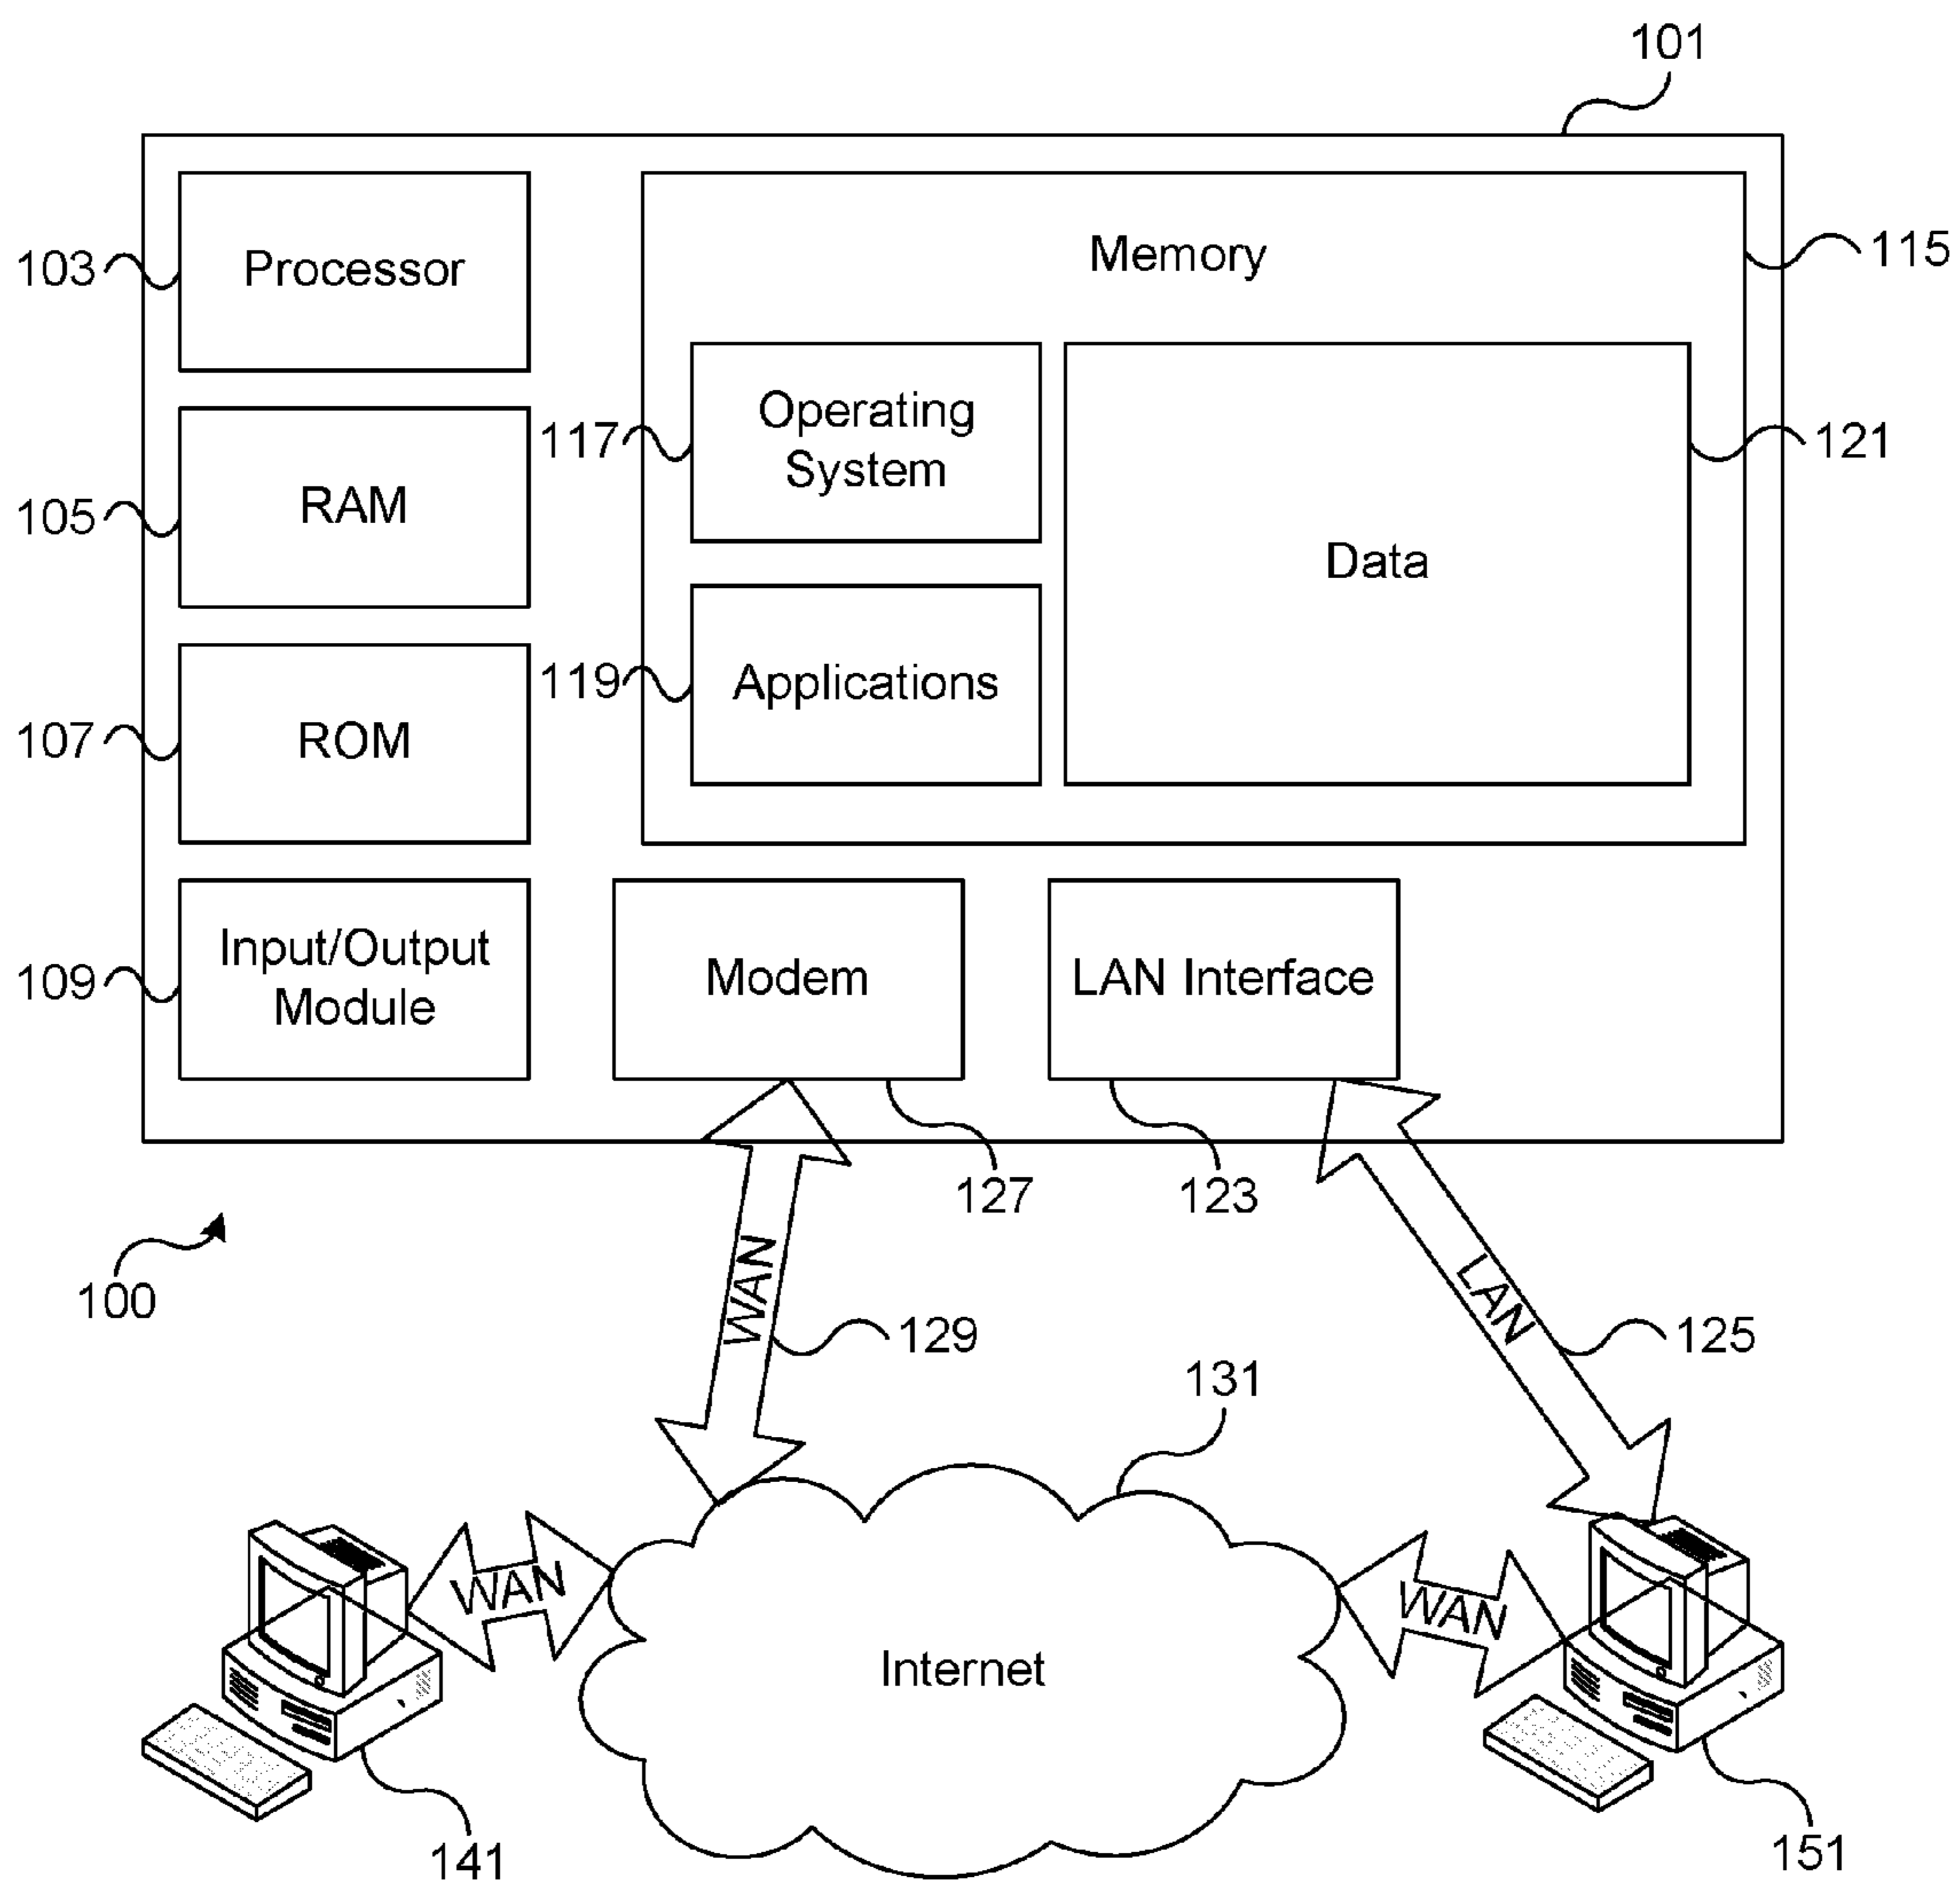 101
103
Processor
Memory
115
117
Operating
System
121
105
RAM
Data
119
Applications
107
ROM
109
Input/Output
Module
Modem
LAN Interface
127
123
100
WAN
129
LAN
125
131
WAN
WAN
Internet
141
151